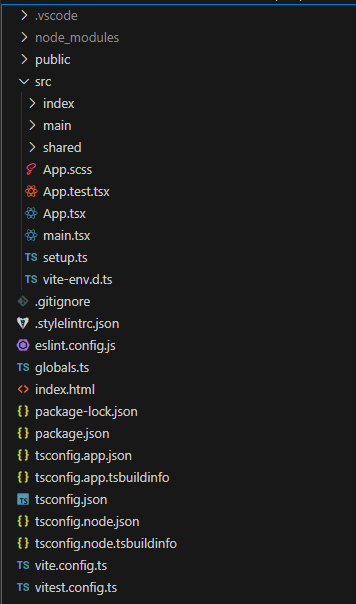 .vscode
node_modules
public
src
index
main
shared
App.scss
App.test.tsx
App.tsx
main.tsx
TS setup.ts
TS vite-env.d.ts
.gitignore
.stylelintrc.json
eslint.config.js
TS globals.ts
<> index.html
{} package-lock.json
{} package.json
{} tsconfig.app.json
{} tsconfig.app.tsbuildinfo
TS tsconfig.json
{} tsconfig.node.json
{} tsconfig.node.tsbuildinfo
TS vite.config.ts
TS vitest.config.ts